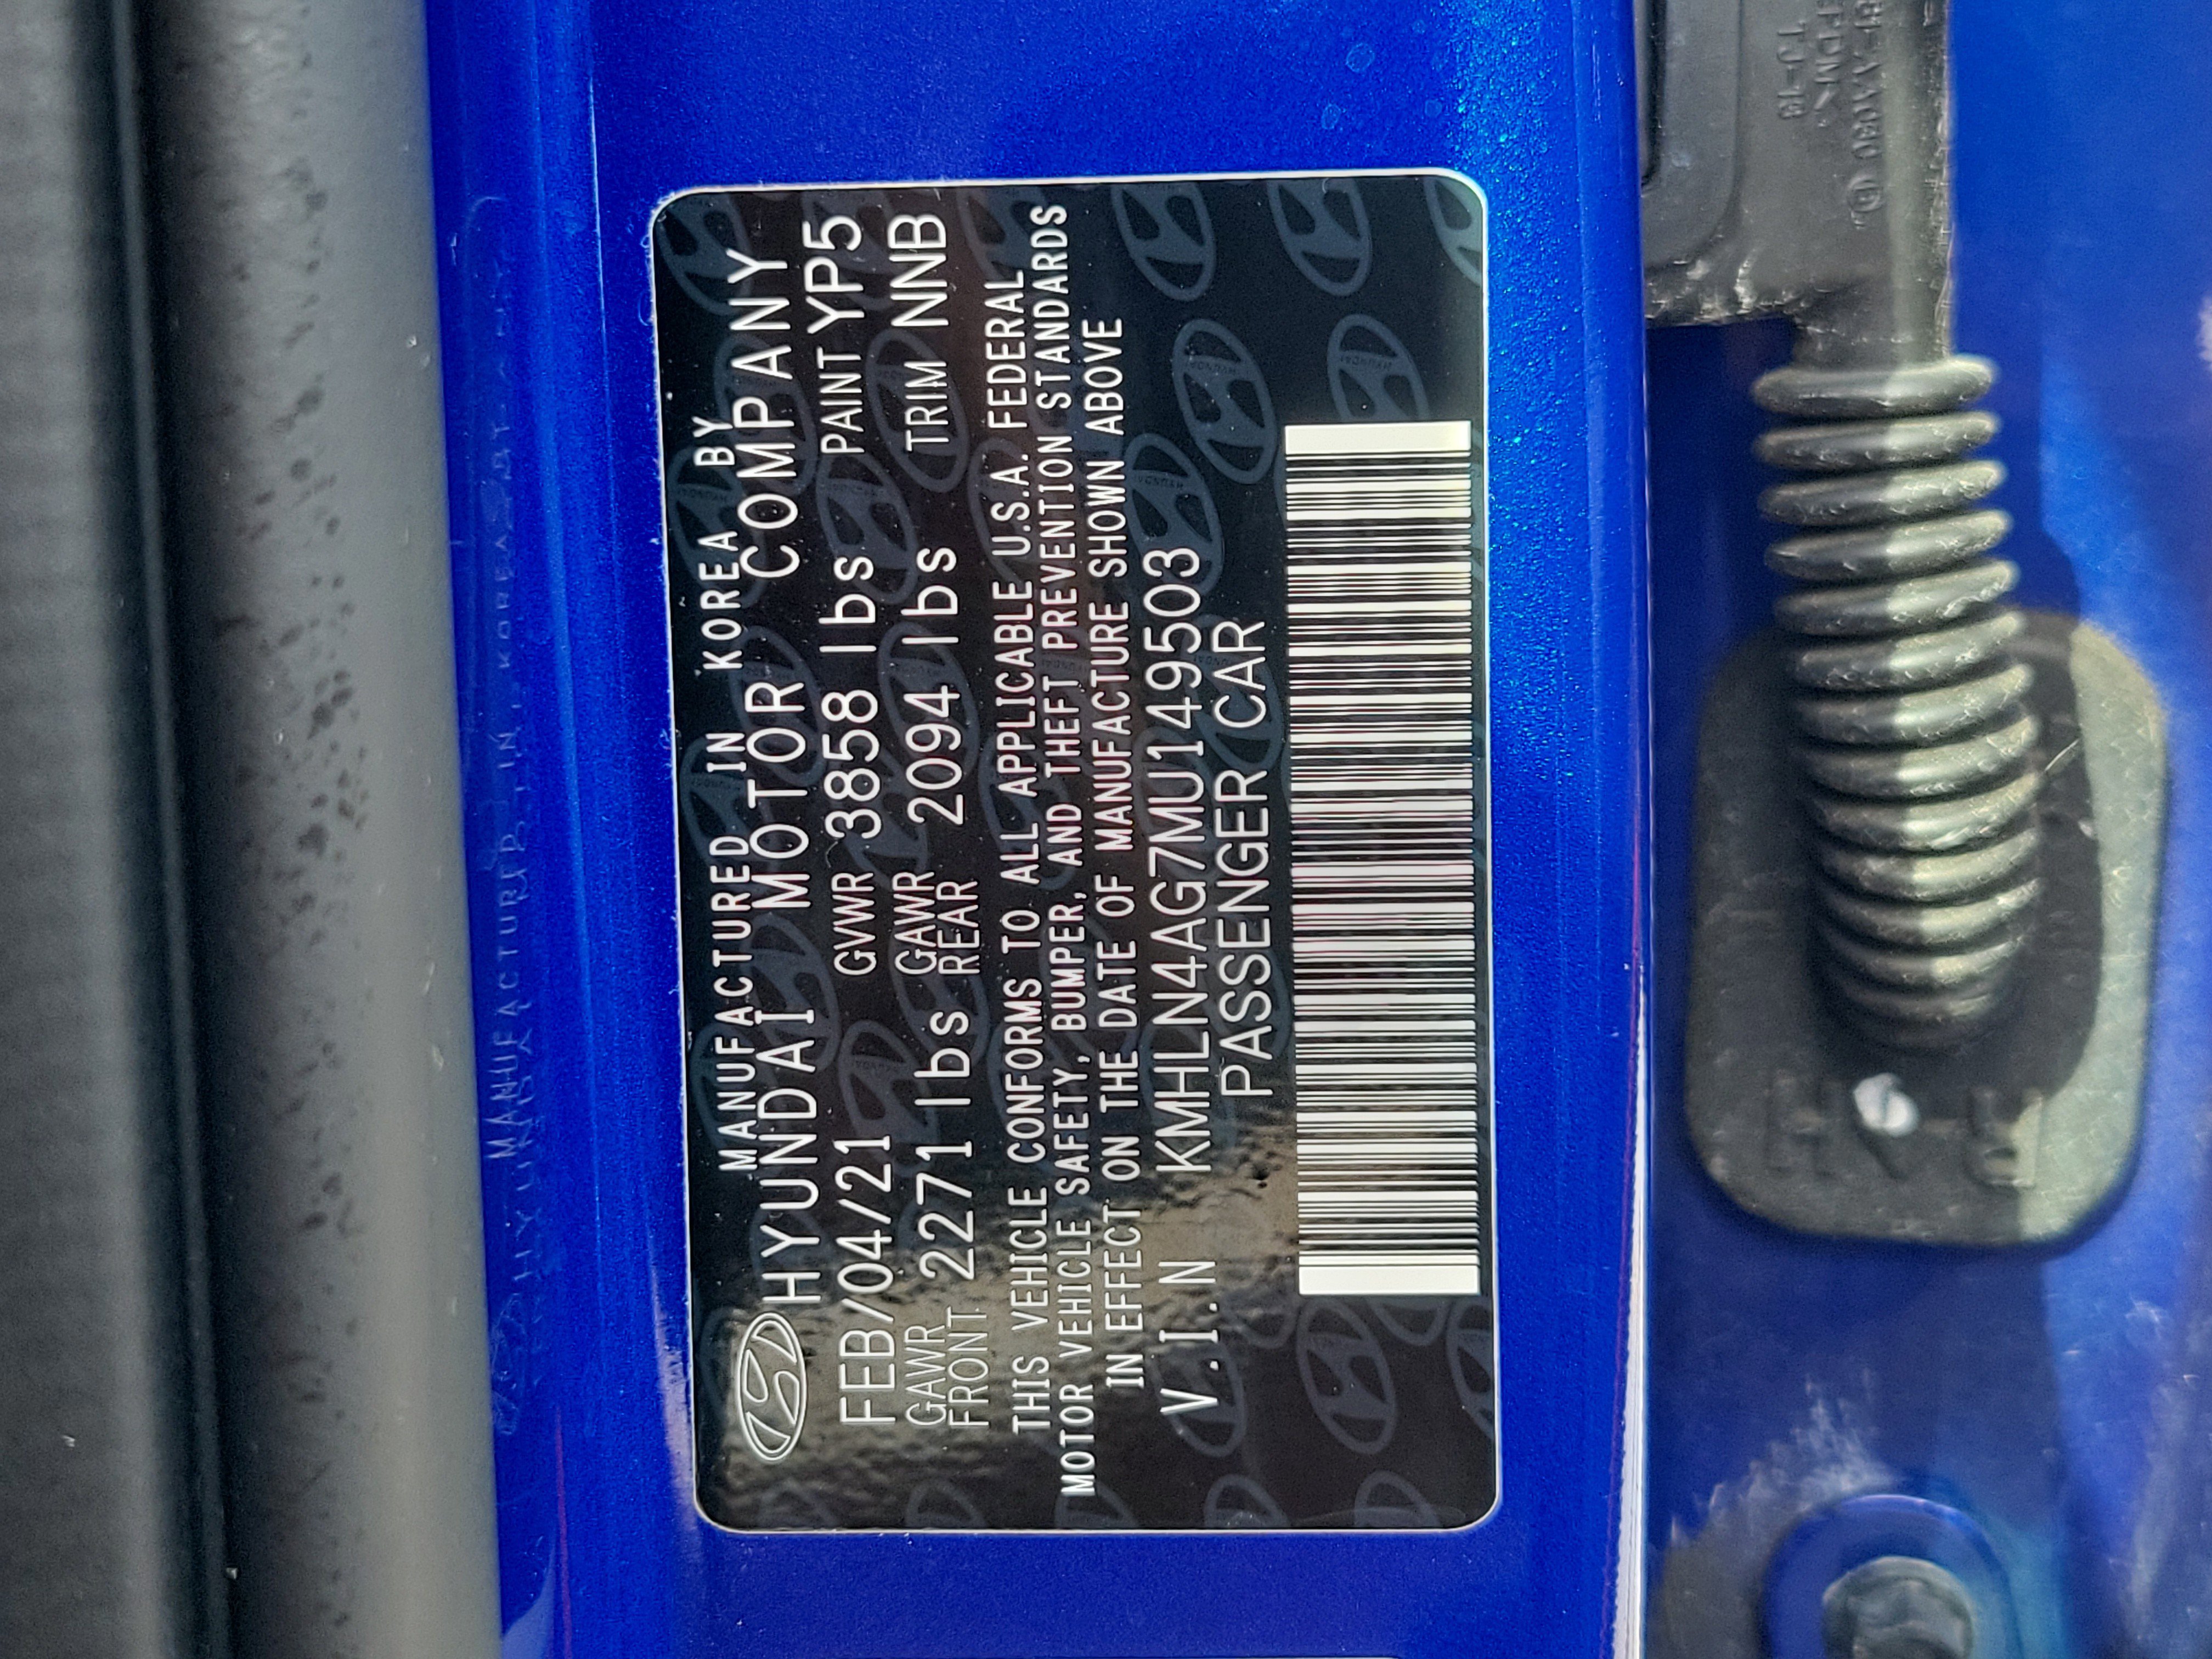 MANUFACTURED IN KOREA BY
HYUNDAI MOTOR COMPANY
FEB/04/21 GVWR 3858 lbs PAINT YP5
GAWR FRONT 2271 lbs GAWR REAR 2094 lbs TRIM NNB
THIS VEHICLE CONFORMS TO ALL APPLICABLE U.S.A. FEDERAL
MOTOR VEHICLE SAFETY, BUMPER, AND THEFT PREVENTION STANDARDS
IN EFFECT ON THE DATE OF MANUFACTURE SHOWN ABOVE
V.I.N KMHLN4AG7MU149503
PASSENGER CAR
TJ-18